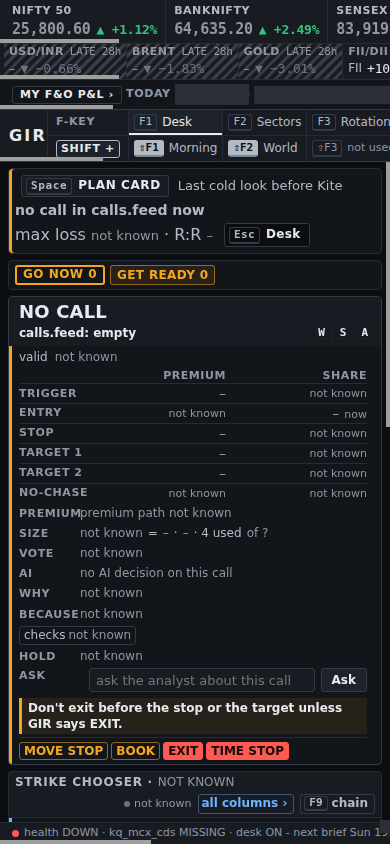 NIFTY 50 BANKNIFTY SENSEX
25,800.60 ▲ +1.12% 64,635.20 ▲ +2.49% 83,919
USD/INR LATE 28h BRENT LATE 28h GOLD LATE 28h FII/DII
– ▼ −0.66% – ▼ −1.83% – ▼ −3.01% FII +10
MY F&O P&L › TODAY
GIR F-KEY F1 Desk F2 Sectors F3 Rotation
SHIFT + ⇧F1 Morning ⇧F2 World ⇧F3 not used
Space PLAN CARD Last cold look before Kite
no call in calls.feed now
max loss not known · R:R – Esc Desk
GO NOW 0 GET READY 0
NO CALL
calls.feed: empty W S A
valid not known
PREMIUM SHARE
TRIGGER – not known
ENTRY not known – now
STOP – not known
TARGET 1 – not known
TARGET 2 – not known
NO-CHASE not known not known
PREMIUM premium path not known
SIZE not known = – · – · 4 used of ?
VOTE not known
AI no AI decision on this call
WHY not known
BECAUSE not known
checks not known
HOLD not known
ASK ask the analyst about this call Ask
Don't exit before the stop or the target unless
GIR says EXIT.
MOVE STOP BOOK EXIT TIME STOP
STRIKE CHOOSER · NOT KNOWN
● not known all columns › F9 chain
● health DOWN · kq_mcx_cds MISSING · desk ON - next brief Sun 19